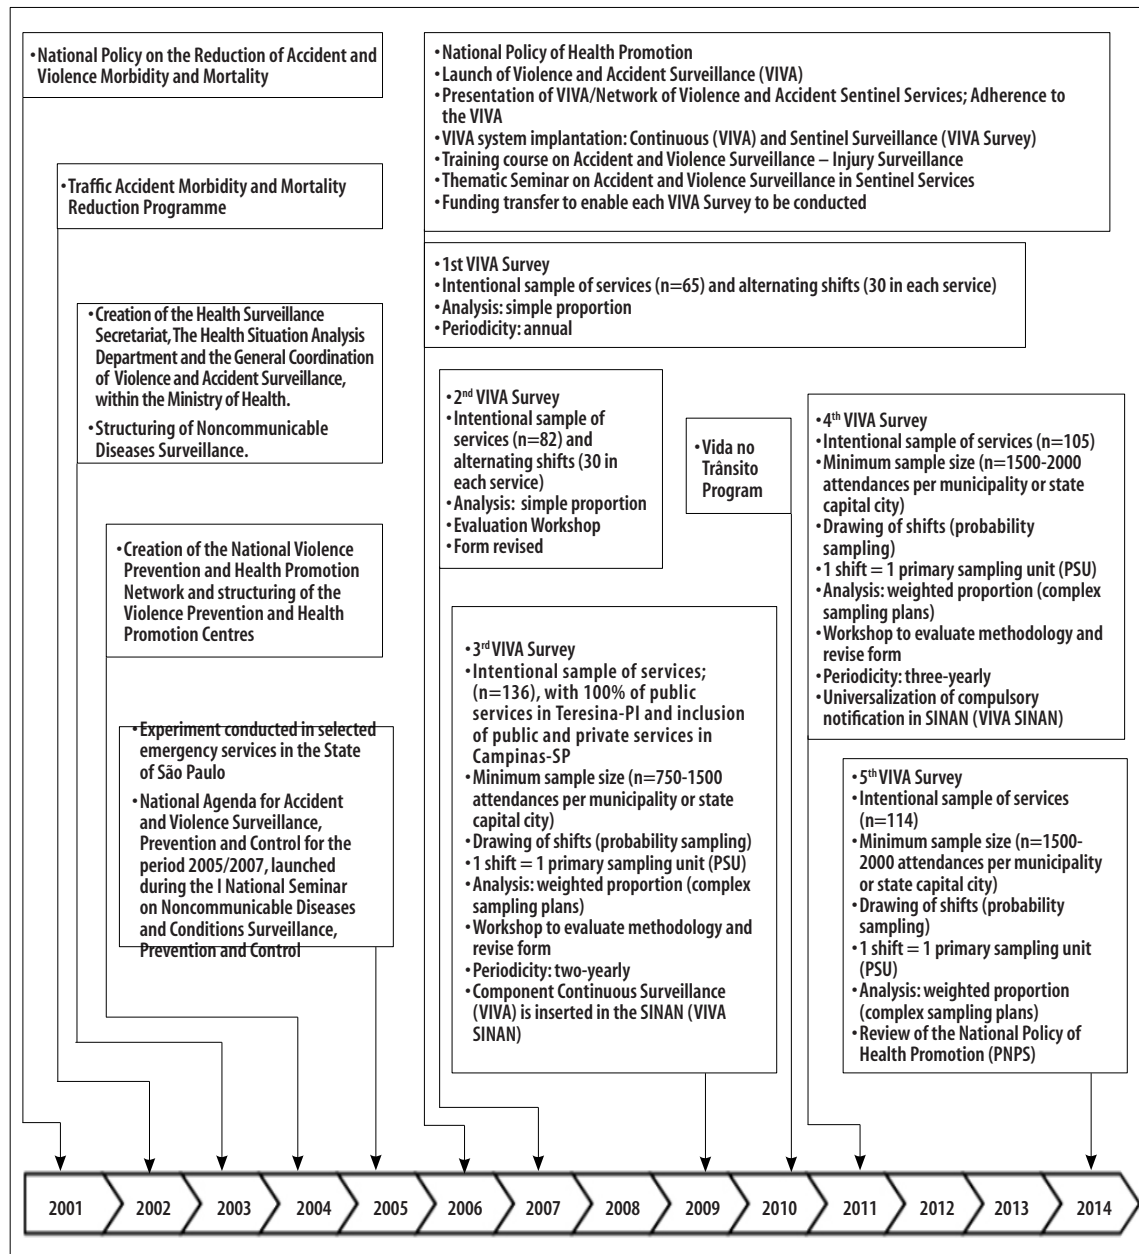 •National Policy on the Reduction of Accident and
Violence Morbidity and Mortality
•Traffic Accident Morbidity and Mortality
Reduction Programme
•Creation of the Health Surveillance
Secretariat, The Health Situation Analysis
Department and the General Coordination
of Violence and Accident Surveillance,
within the Ministry of Health.
•Structuring of Noncommunicable
Diseases Surveillance.
•Creation of the National Violence
Prevention and Health Promotion
Network and structuring of the
Violence Prevention and Health
Promotion Centres
•Experiment conducted in selected
emergency services in the State
of São Paulo
•National Agenda for Accident
and Violence Surveillance,
Prevention and Control for the
period 2005/2007, launched
during the I National Seminar
on Noncommunicable Diseases
and Conditions Surveillance,
Prevention and Control
•National Policy of Health Promotion
•Launch of Violence and Accident Surveillance (VIVA)
•Presentation of VIVA/Network of Violence and Accident Sentinel Services; Adherence to
the VIVA
•VIVA system implantation: Continuous (VIVA) and Sentinel Surveillance (VIVA Survey)
•Training course on Accident and Violence Surveillance – Injury Surveillance
•Thematic Seminar on Accident and Violence Surveillance in Sentinel Services
•Funding transfer to enable each VIVA Survey to be conducted
•1st VIVA Survey
•Intentional sample of services (n=65) and alternating shifts (30 in each service)
•Analysis: simple proportion
•Periodicity: annual
•2nd VIVA Survey
•Intentional sample of
services (n=82) and
alternating shifts (30 in
each service)
•Analysis: simple proportion
•Evaluation Workshop
•Form revised
•3rd VIVA Survey
•Intentional sample of services;
(n=136), with 100% of public
services in Teresina-PI and inclusion
of public and private services in
Campinas-SP
•Minimum sample size (n=750-1500
attendances per municipality or state
capital city)
•Drawing of shifts (probability sampling)
•1 shift = 1 primary sampling unit (PSU)
•Analysis: weighted proportion (complex
sampling plans)
•Workshop to evaluate methodology and
revise form
•Periodicity: two-yearly
•Component Continuous Surveillance
(VIVA) is inserted in the SINAN (VIVA
SINAN)
•Vida no
Trânsito
Program
•4th VIVA Survey
•Intentional sample of services (n=105)
•Minimum sample size (n=1500-2000
attendances per municipality or state
capital city)
•Drawing of shifts (probability
sampling)
•1 shift = 1 primary sampling unit (PSU)
•Analysis: weighted proportion (complex
sampling plans)
•Workshop to evaluate methodology and
revise form
•Periodicity: three-yearly
•Universalization of compulsory
notification in SINAN (VIVA SINAN)
•5th VIVA Survey
•Intentional sample of services
(n=114)
•Minimum sample size (n=1500-
2000 attendances per municipality
or state capital city)
•Drawing of shifts (probability
sampling)
•1 shift = 1 primary sampling unit
(PSU)
•Analysis: weighted proportion
(complex sampling plans)
•Review of the National Policy of
Health Promotion (PNPS)
2001 2002 2003 2004 2005 2006 2007 2008 2009 2010 2011 2012 2013 2014